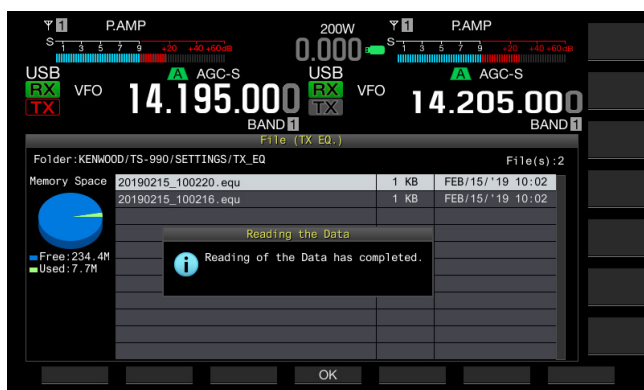 1 P.AMP 200W 1 P.AMP
S 1 3 5 7 9 +20 +40 +60dB 0.000 S 1 3 5 7 9 +20 +40 +60dB
USB A AGC-S USB A AGC-S
RX VFO 14.195.000 RX VFO 14.205.000
TX TX
BAND 1 BAND 1
File (TX EQ.)
Folder:KENWOOD/TS-990/SETTINGS/TX_EQ File(s):2
Memory Space 20190215_100220.equ 1 KB FEB/15/'19 10:02
20190215_100216.equ 1 KB FEB/15/'19 10:02
Reading the Data
Free:234.4M i Reading of the Data has completed.
Used:7.7M
OK